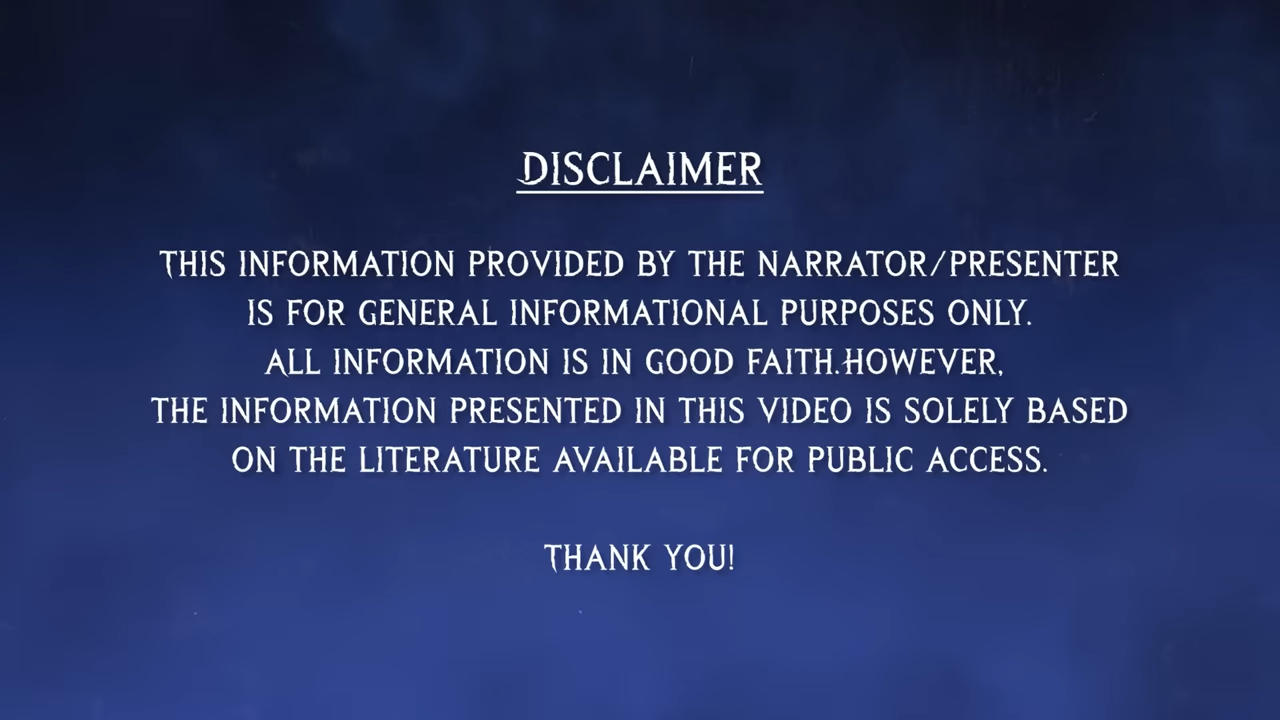 DISCLAIMER
THIS INFORMATION PROVIDED BY THE NARRATOR/PRESENTER
IS FOR GENERAL INFORMATIONAL PURPOSES ONLY.
ALL INFORMATION IS IN GOOD FAITH.HOWEVER,
THE INFORMATION PRESENTED IN THIS VIDEO IS SOLELY BASED
ON THE LITERATURE AVAILABLE FOR PUBLIC ACCESS.
THANK YOU!